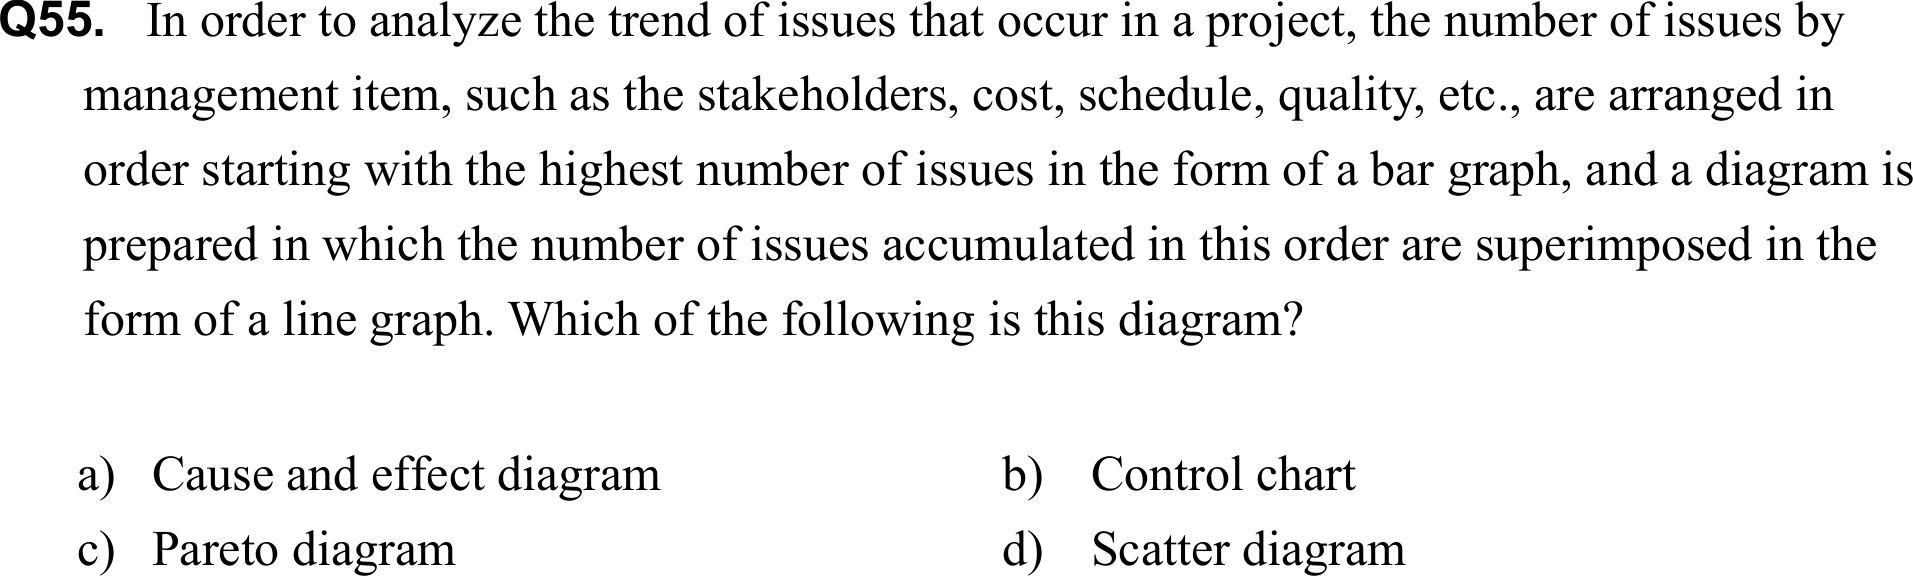 Q55. In order to analyze the trend of issues that occur in a project, the number of issues by
management item, such as the stakeholders, cost, schedule, quality, etc., are arranged in
order starting with the highest number of issues in the form of a bar graph, and a diagram is
prepared in which the number of issues accumulated in this order are superimposed in the
form of a line graph. Which of the following is this diagram?
a) Cause and effect diagram b) Control chart
c) Pareto diagram d) Scatter diagram